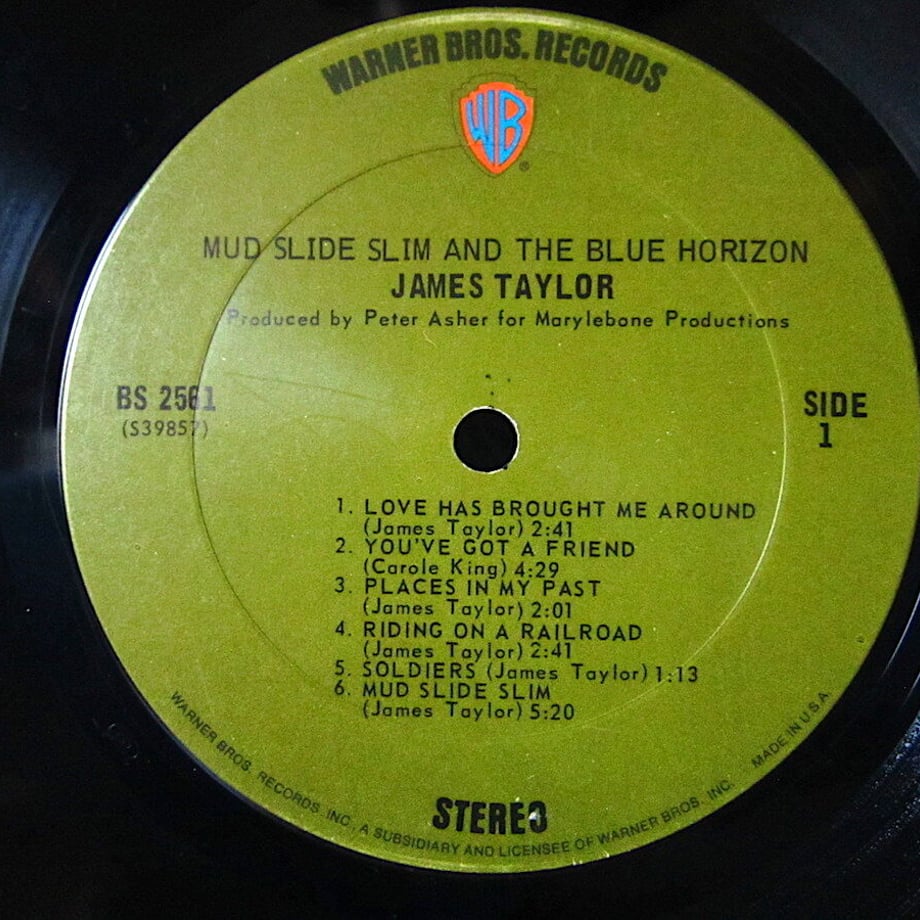 WARNER BROS. RECORDS
WB
®
MUD SLIDE SLIM AND THE BLUE HORIZON
JAMES TAYLOR
Produced by Peter Asher for Marylebone Productions
BS 2561
(S39857)
SIDE
1
1. LOVE HAS BROUGHT ME AROUND
(James Taylor) 2:41
2. YOU'VE GOT A FRIEND
(Carole King) 4:29
3. PLACES IN MY PAST
(James Taylor) 2:01
4. RIDING ON A RAILROAD
(James Taylor) 2:41
5. SOLDIERS (James Taylor) 1:13
6. MUD SLIDE SLIM
(James Taylor) 5:20
STEREO
WARNER BROS. RECORDS, INC., A SUBSIDIARY AND LICENSEE OF WARNER BROS. INC. MADE IN U.S.A.